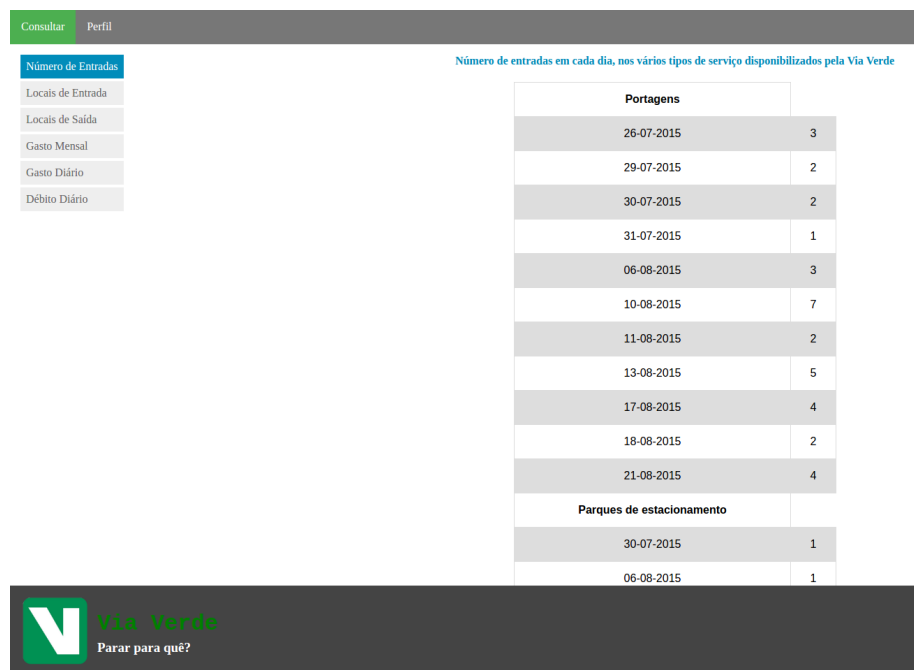 Consultar Perfil
Número de Entradas
Locais de Entrada
Locais de Saída
Gasto Mensal
Gasto Diário
Débito Diário
Número de entradas em cada dia, nos vários tipos de serviço disponibilizados pela Via Verde
Portagens
26-07-2015 3
29-07-2015 2
30-07-2015 2
31-07-2015 1
06-08-2015 3
10-08-2015 7
11-08-2015 2
13-08-2015 5
17-08-2015 4
18-08-2015 2
21-08-2015 4
Parques de estacionamento
30-07-2015 1
06-08-2015 1
Via Verde
Parar para quê?